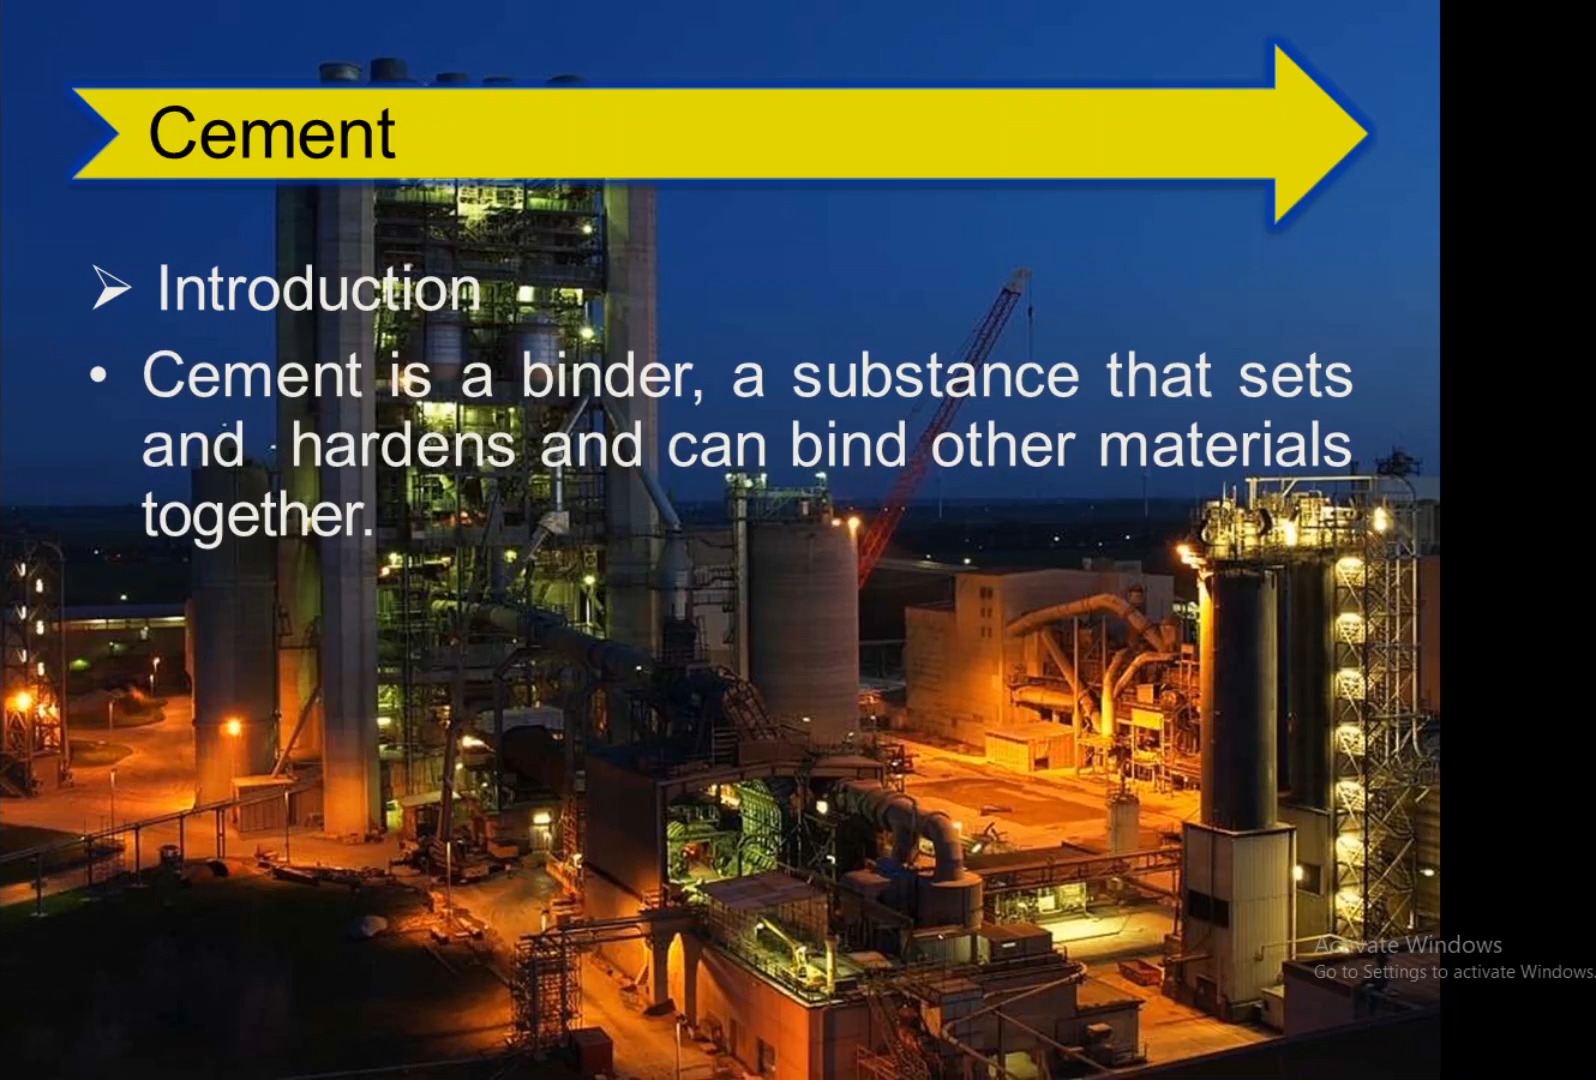 Cement
➢ Introduction
• Cement is a binder, a substance that sets
and hardens and can bind other materials
together.
Activate Windows
Go to Settings to activate Windows.